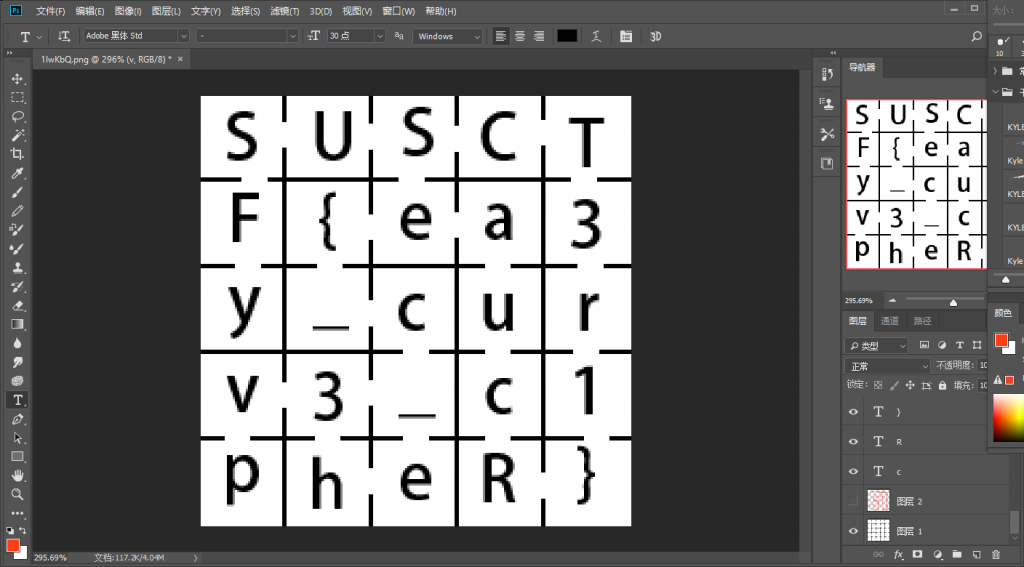 Ps 文件(F) 编辑(E) 图像(I) 图层(L) 文字(Y) 选择(S) 滤镜(T) 3D(D) 视图(V) 窗口(W) 帮助(H)
大小:
T Adobe 黑体 Std - 30 点 Windows 3D
10
1IwKbQ.png @ 296% (v, RGB/8) * ×
导航器
S U S C T
F { e a 3
y _ c u r
v 3 _ c 1
p h e R }
S U S C
F { e a
y _ c u
v 3 _ c
p h e R
KYLE
Kyle
KYLE
KYLE
Kyle
295.69%
图层 通道 路径
颜色
类型
正常 不透明度: 10
锁定: 填充: 10
T }
T R
T c
图层 2
图层 1
fx
295.69% 文档:117.2K/4.04M